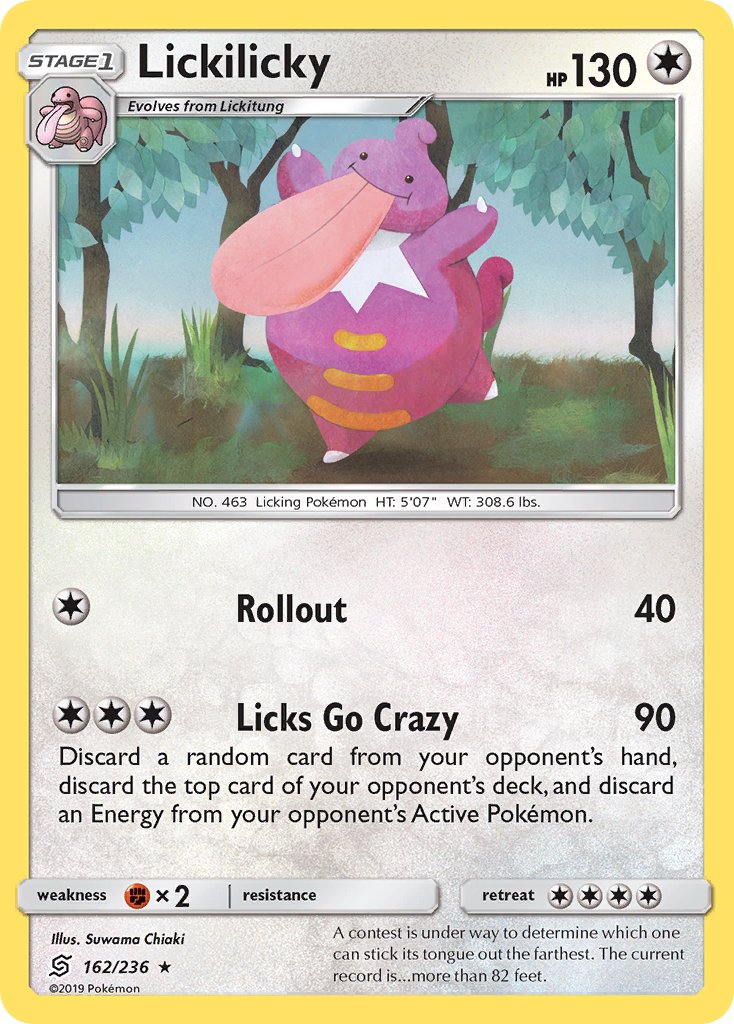 STAGE1
Lickilicky
HP 130
Evolves from Lickitung
NO. 463 Licking Pokémon HT: 5'07" WT: 308.6 lbs.
Rollout 40
Licks Go Crazy 90
Discard a random card from your opponent's hand,
discard the top card of your opponent's deck, and discard
an Energy from your opponent's Active Pokémon.
weakness × 2 resistance retreat
Illus. Suwama Chiaki
162/236 ★
©2019 Pokémon
A contest is under way to determine which one
can stick its tongue out the farthest. The current
record is...more than 82 feet.